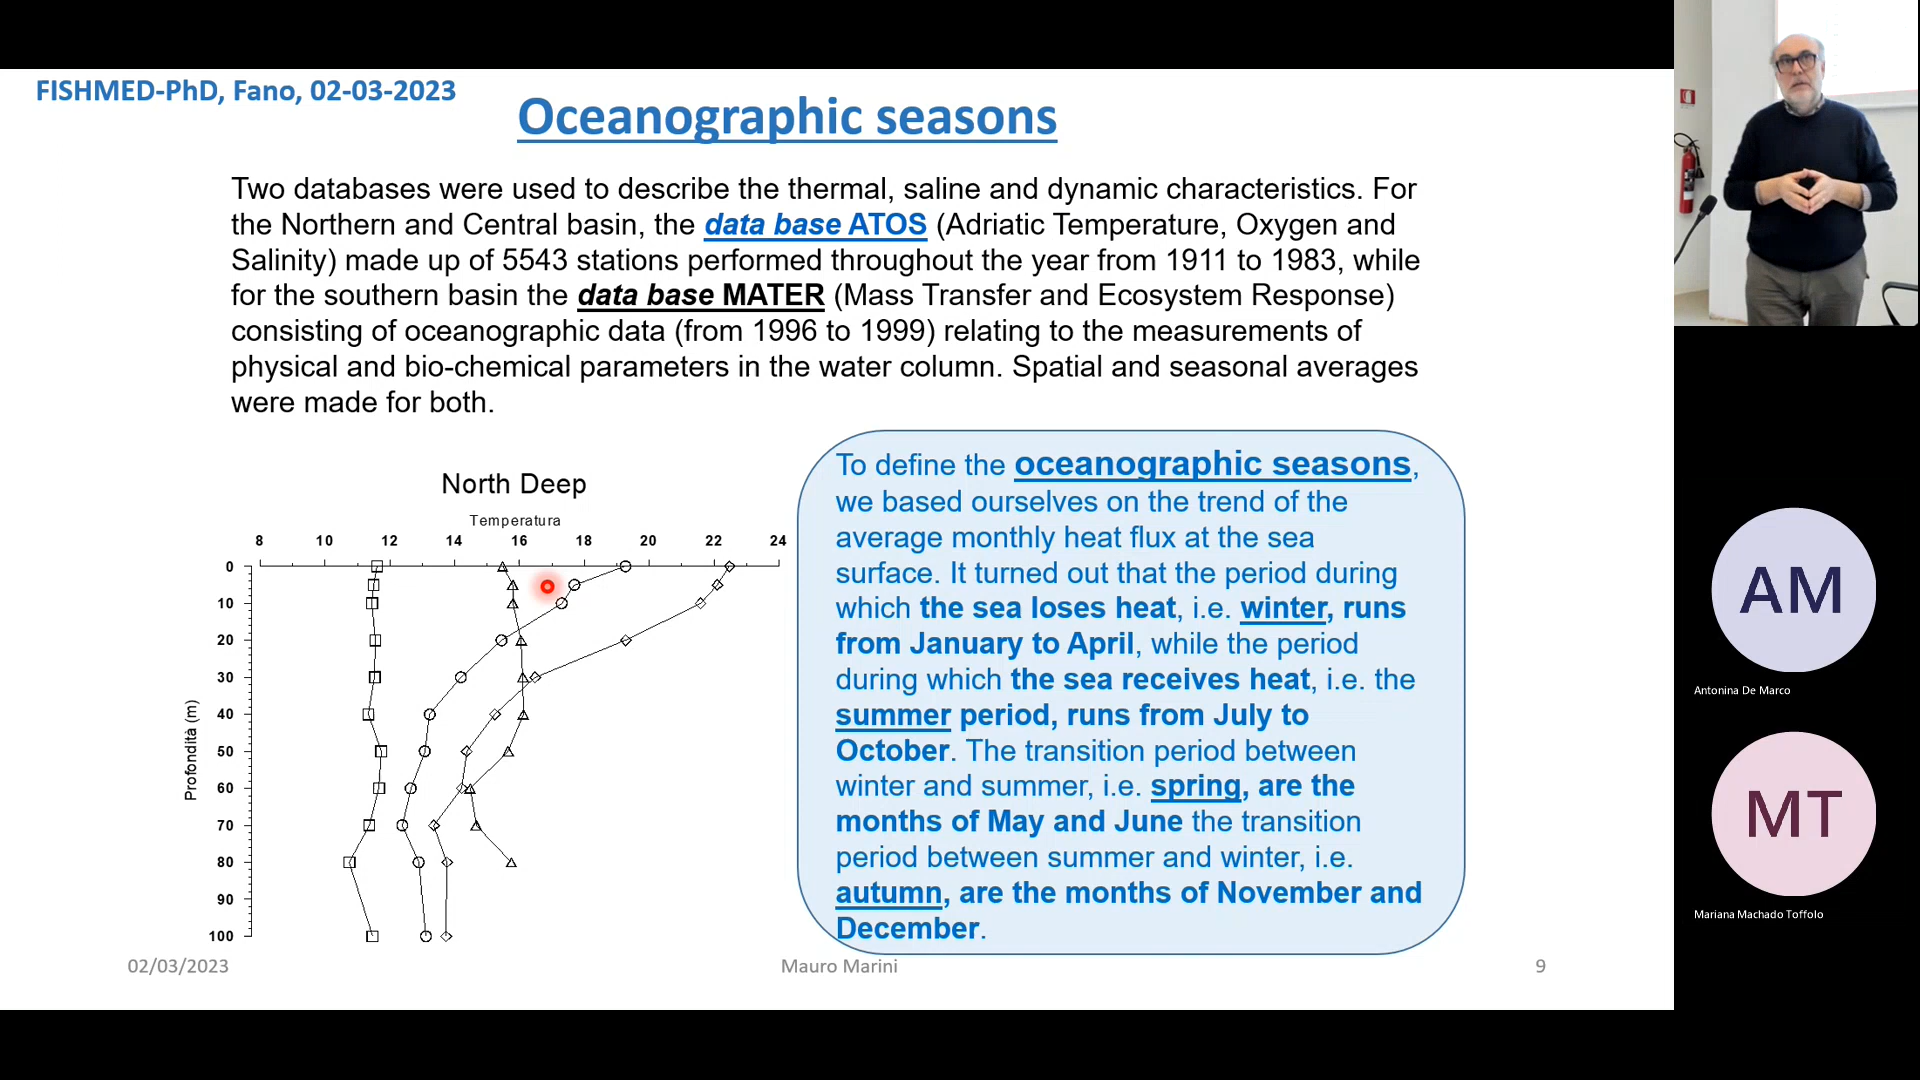 FISHMED-PhD, Fano, 02-03-2023
Oceanographic seasons
Two databases were used to describe the thermal, saline and dynamic characteristics. For
the Northern and Central basin, the data base ATOS (Adriatic Temperature, Oxygen and
Salinity) made up of 5543 stations performed throughout the year from 1911 to 1983, while
for the southern basin the data base MATER (Mass Transfer and Ecosystem Response)
consisting of oceanographic data (from 1996 to 1999) relating to the measurements of
physical and bio-chemical parameters in the water column. Spatial and seasonal averages
were made for both.
North Deep
Temperatura
8 10 12 14 16 18 20 22 24
0
10
20
30
40
50
60
70
80
90
100
Profondità (m)
To define the oceanographic seasons,
we based ourselves on the trend of the
average monthly heat flux at the sea
surface. It turned out that the period during
which the sea loses heat, i.e. winter, runs
from January to April, while the period
during which the sea receives heat, i.e. the
summer period, runs from July to
October. The transition period between
winter and summer, i.e. spring, are the
months of May and June the transition
period between summer and winter, i.e.
autumn, are the months of November and
December.
02/03/2023
Mauro Marini
9
AM
Antonina De Marco
MT
Mariana Machado Toffolo